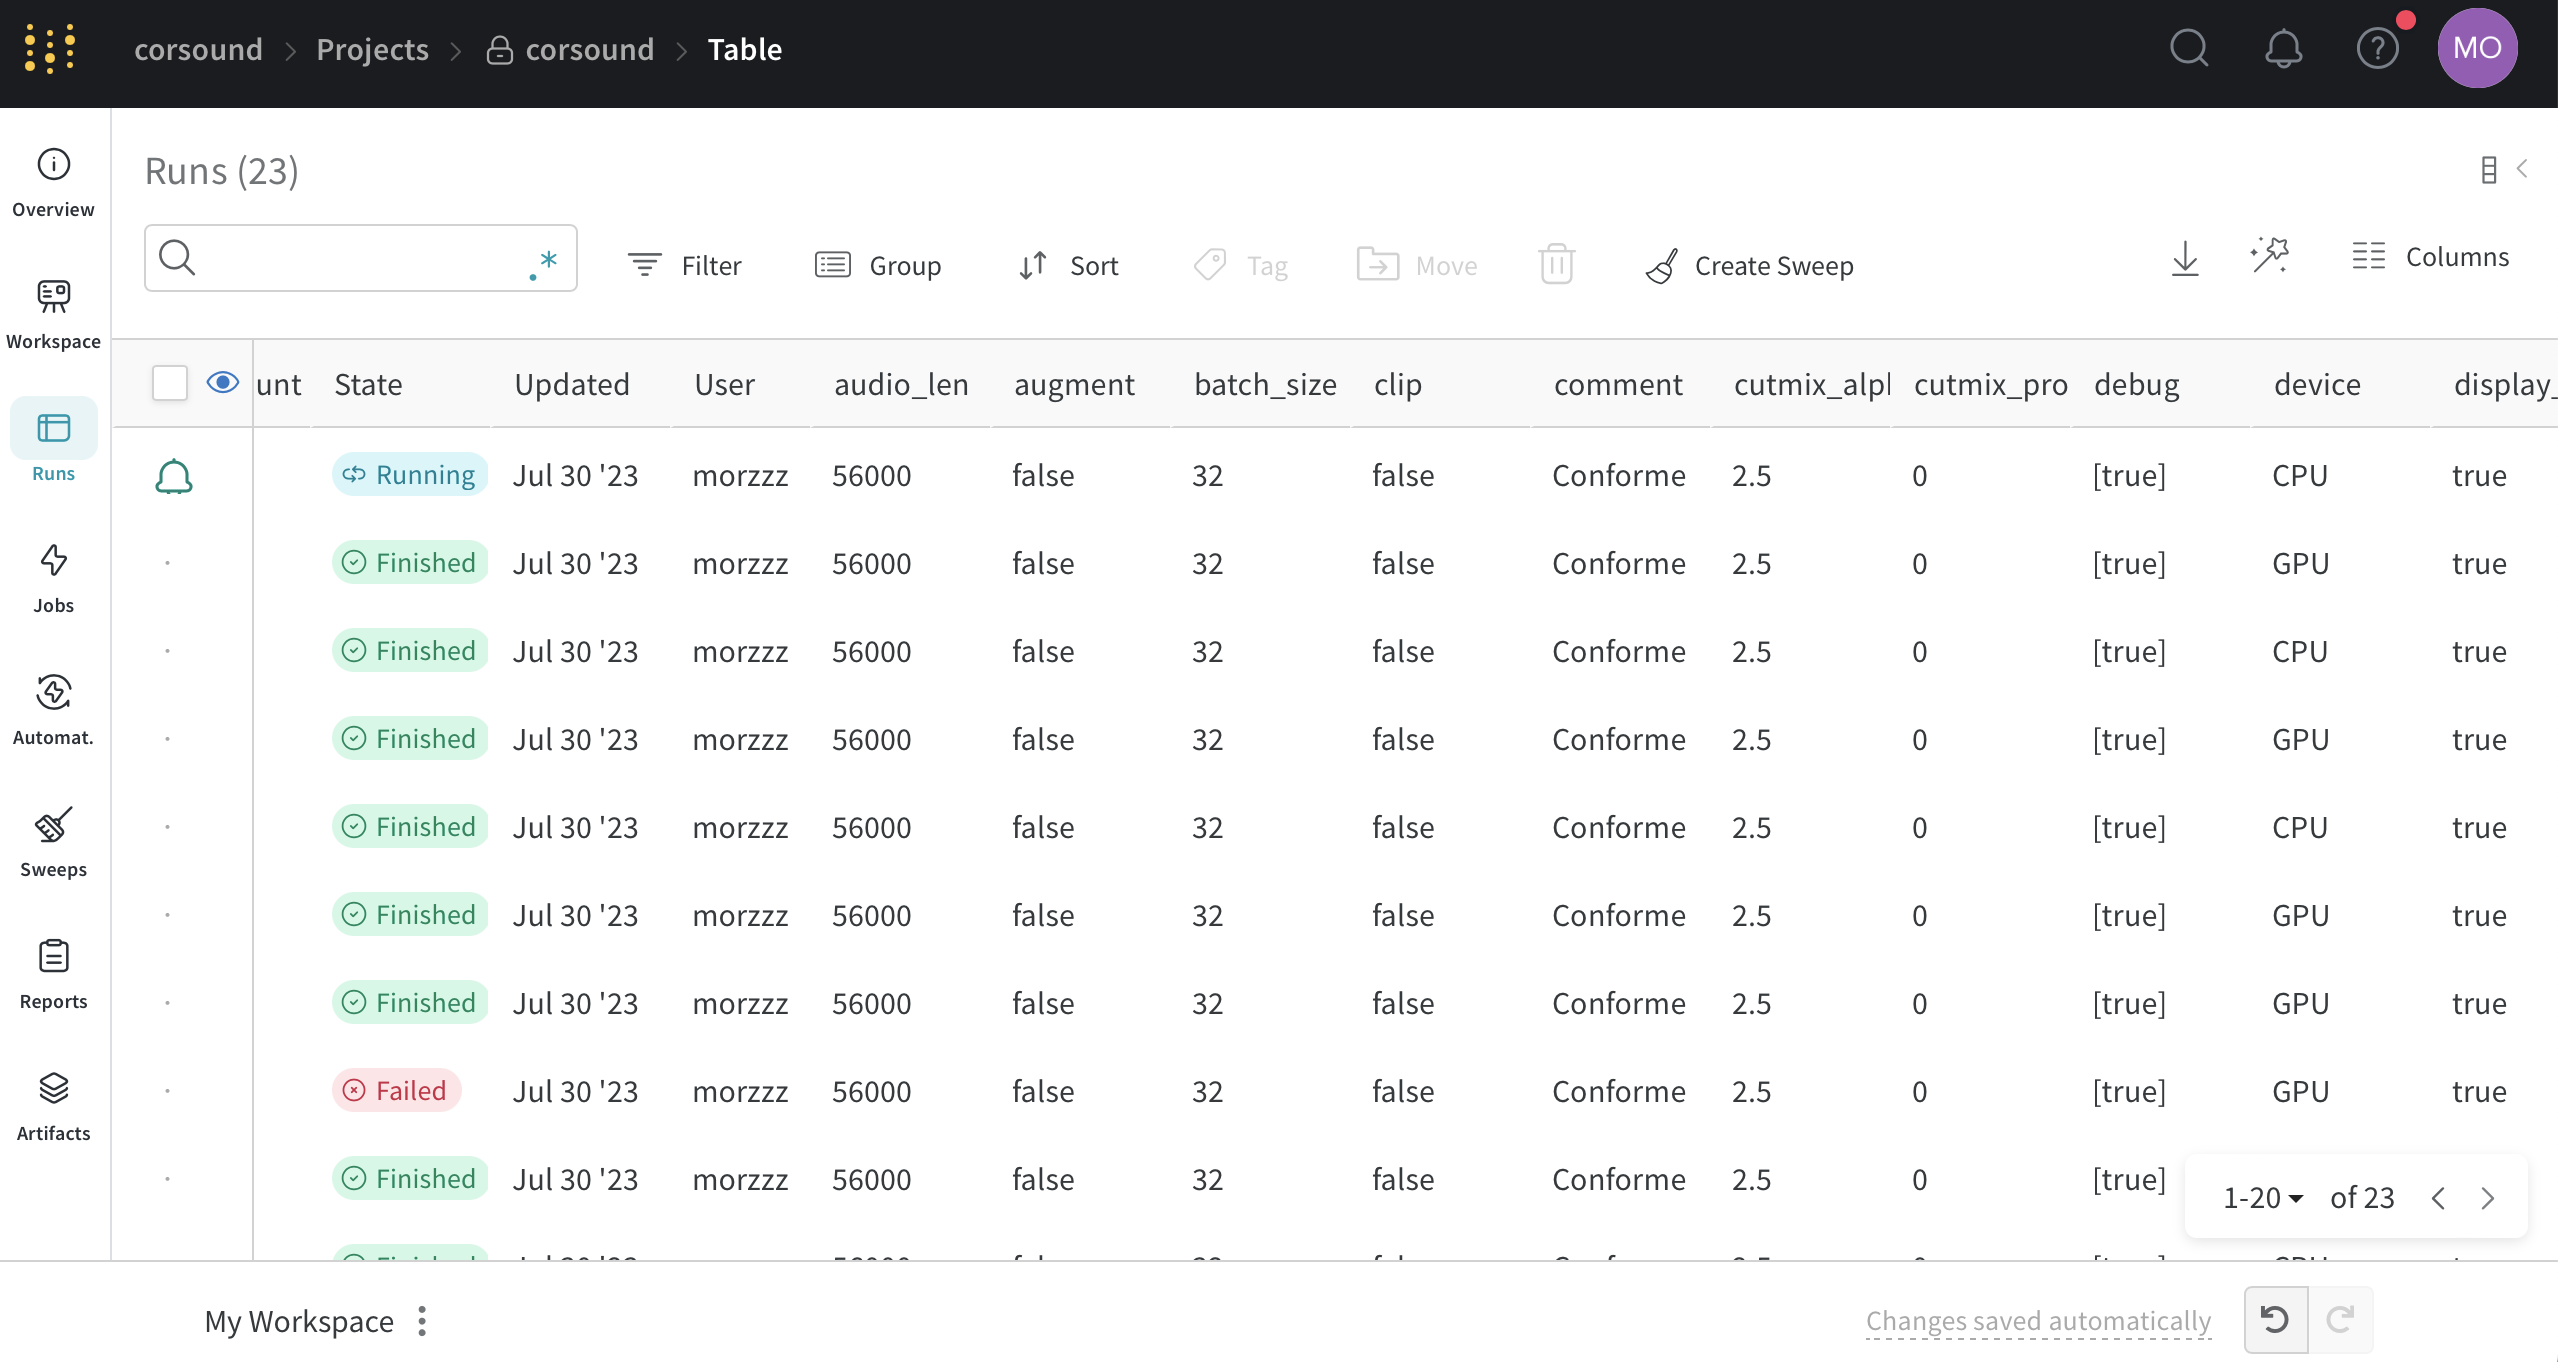 corsound > Projects > corsound > Table
MO
Overview
Workspace
Runs
Jobs
Automat.
Sweeps
Reports
Artifacts
Runs (23)
.* Filter Group Sort Tag Move Create Sweep Columns
unt State Updated User audio_len augment batch_size clip comment cutmix_alpl cutmix_pro debug device display_
Running Jul 30 '23 morzzz 56000 false 32 false Conforme 2.5 0 [true] CPU true
Finished Jul 30 '23 morzzz 56000 false 32 false Conforme 2.5 0 [true] GPU true
Finished Jul 30 '23 morzzz 56000 false 32 false Conforme 2.5 0 [true] CPU true
Finished Jul 30 '23 morzzz 56000 false 32 false Conforme 2.5 0 [true] GPU true
Finished Jul 30 '23 morzzz 56000 false 32 false Conforme 2.5 0 [true] CPU true
Finished Jul 30 '23 morzzz 56000 false 32 false Conforme 2.5 0 [true] GPU true
Finished Jul 30 '23 morzzz 56000 false 32 false Conforme 2.5 0 [true] GPU true
Failed Jul 30 '23 morzzz 56000 false 32 false Conforme 2.5 0 [true] GPU true
Finished Jul 30 '23 morzzz 56000 false 32 false Conforme 2.5 0 [true]
1-20 of 23
My Workspace
Changes saved automatically